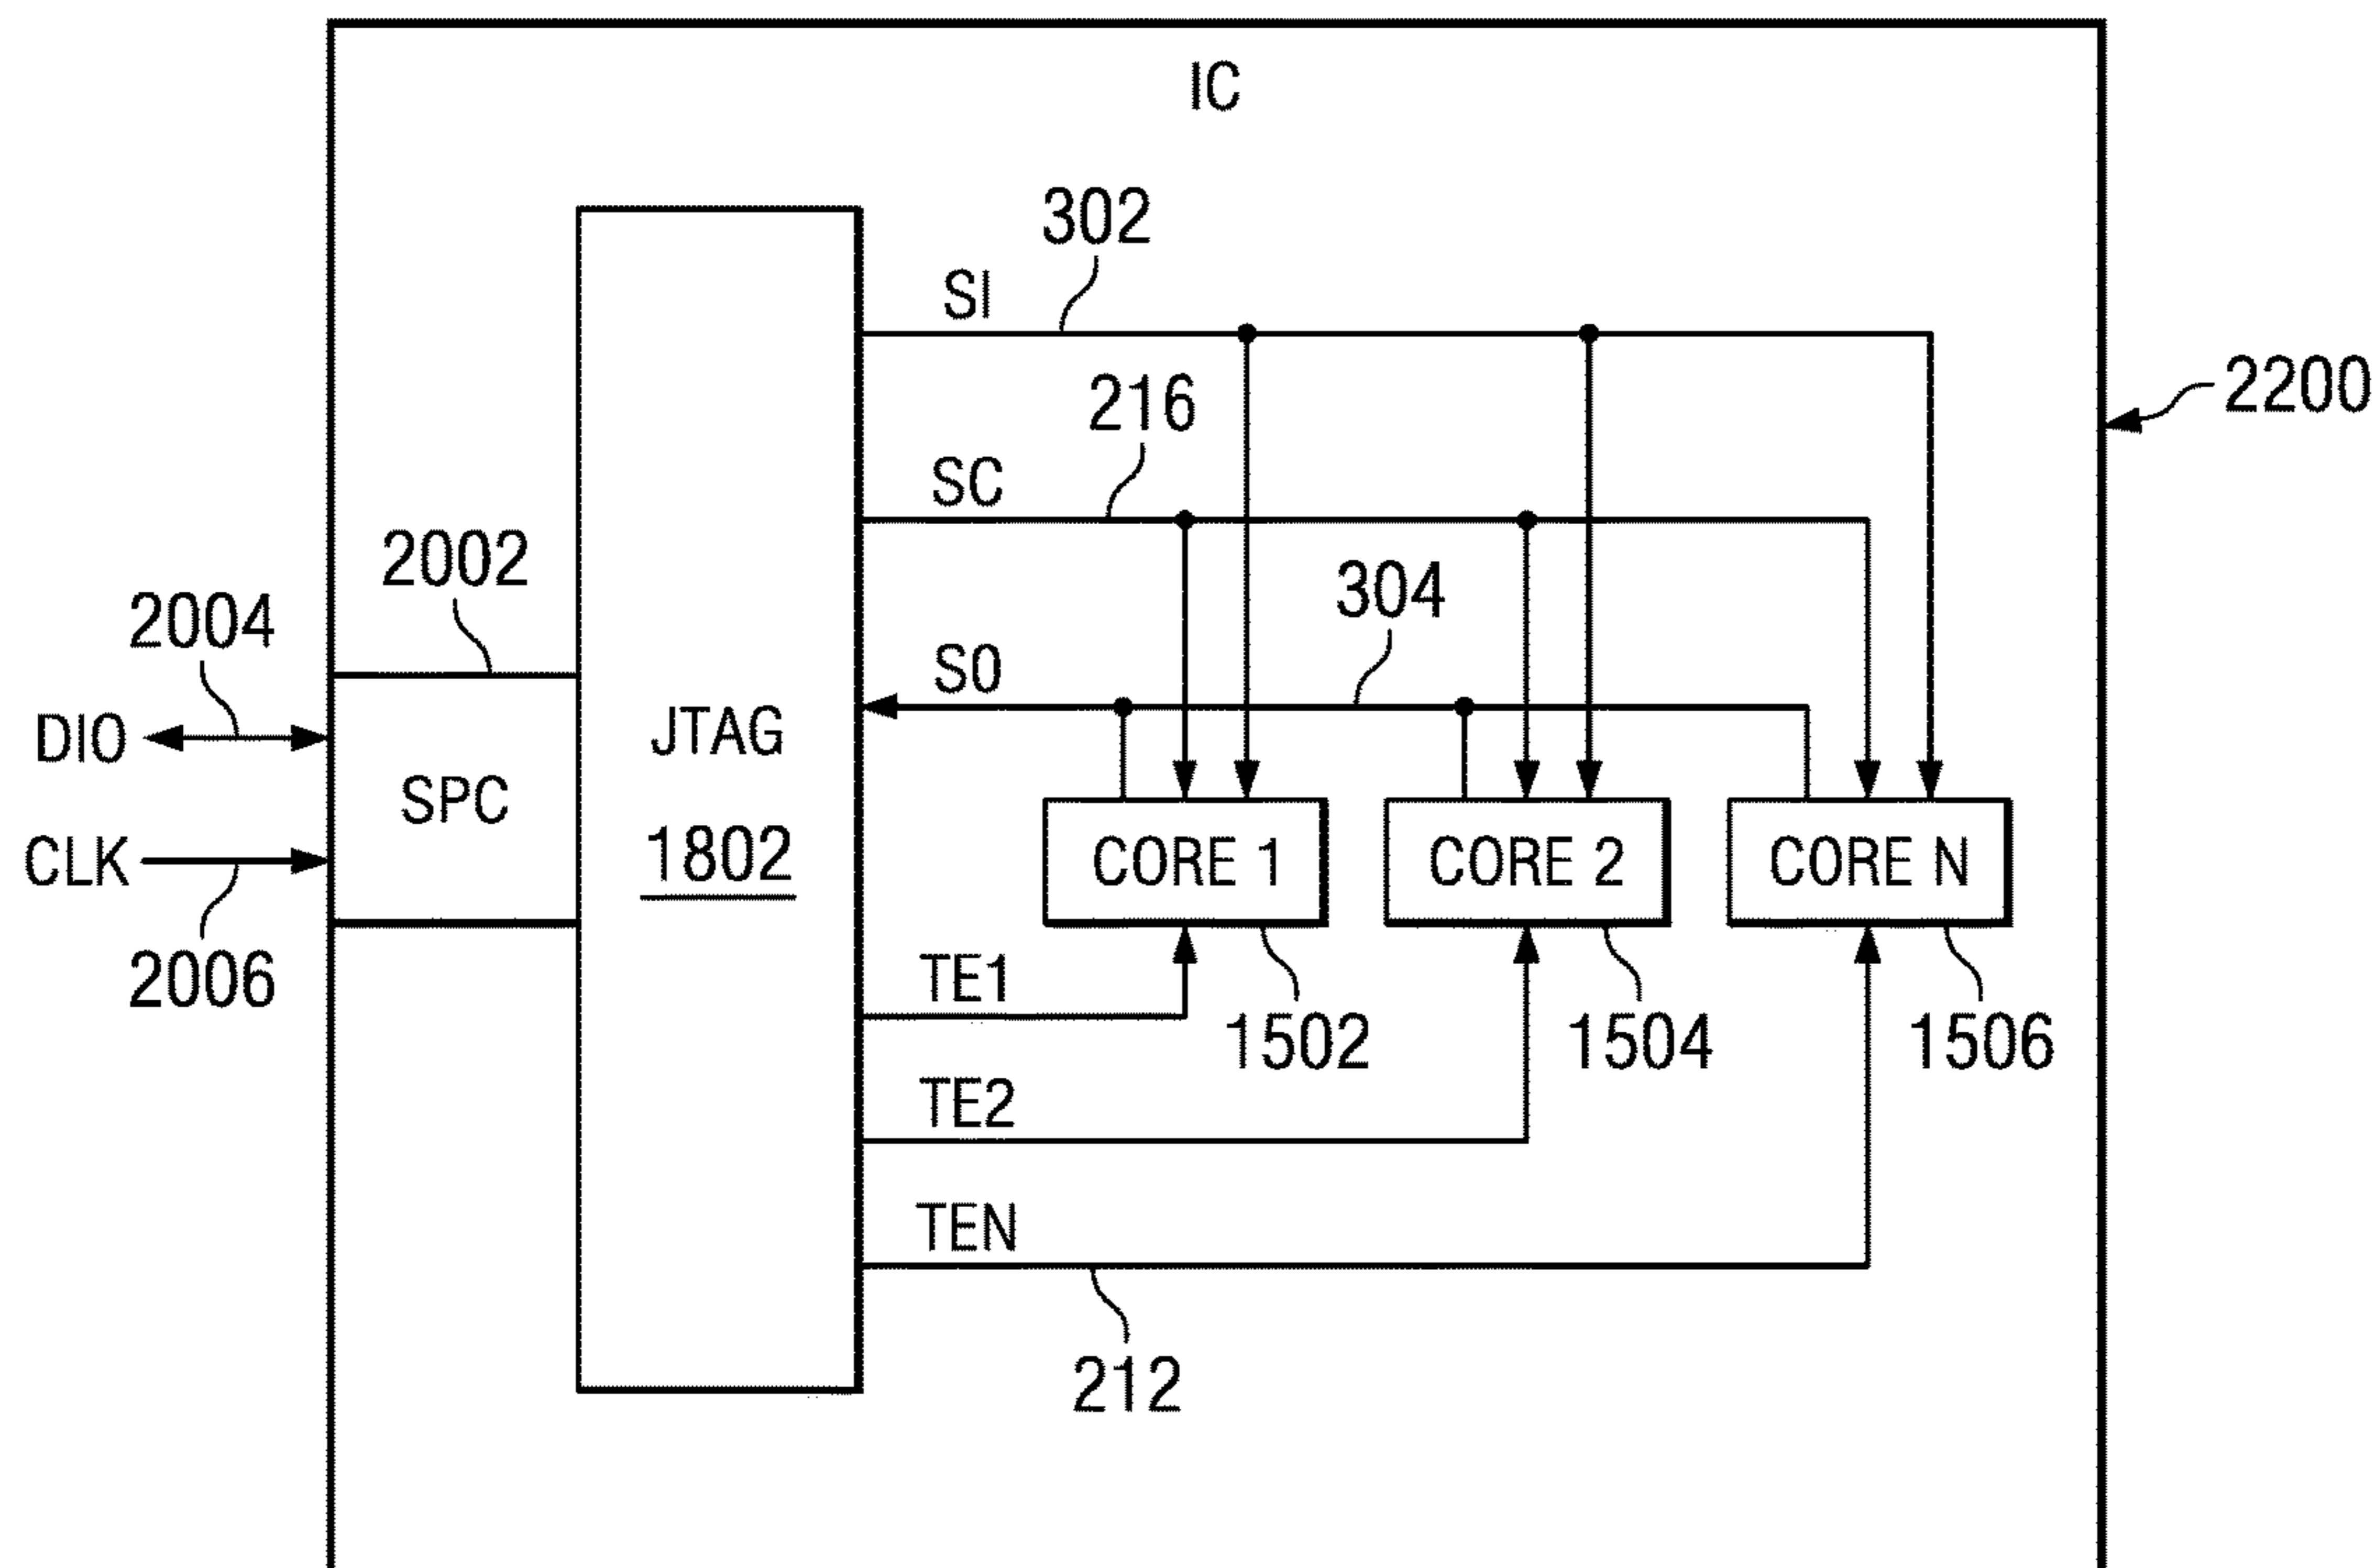 IC
302
SI
2200
216
SC
2002
304
2004
S0
DIO
JTAG
SPC
1802
CORE 1
CORE 2
CORE N
CLK
2006
TE1
1502
1504
1506
TE2
TEN
212